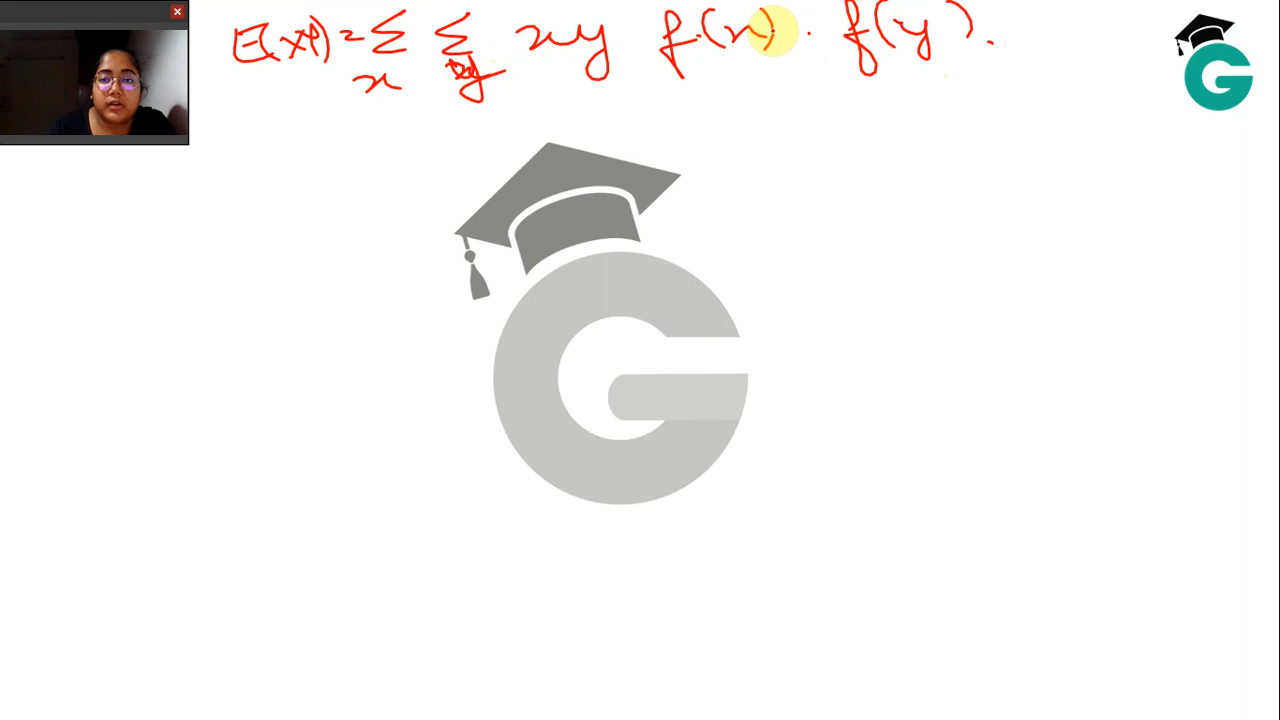 E(XY) = Σ Σ xy f(x) · f(y).
x y